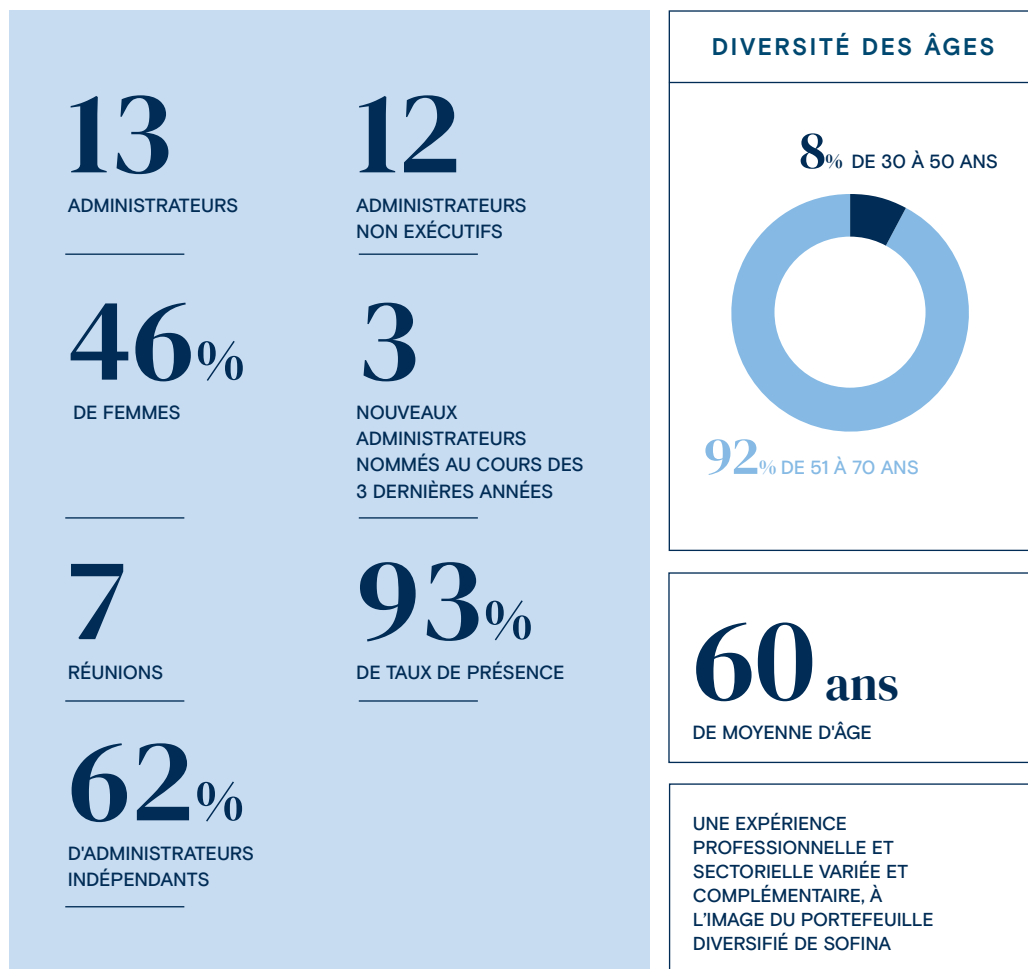 13
ADMINISTRATEURS
12
ADMINISTRATEURS
NON EXÉCUTIFS
46%
DE FEMMES
3
NOUVEAUX
ADMINISTRATEURS
NOMMÉS AU COURS DES
3 DERNIÈRES ANNÉES
7
RÉUNIONS
93%
DE TAUX DE PRÉSENCE
62%
D'ADMINISTRATEURS
INDÉPENDANTS
DIVERSITÉ DES ÂGES
8% DE 30 À 50 ANS
92% DE 51 À 70 ANS
60 ans
DE MOYENNE D'ÂGE
UNE EXPÉRIENCE
PROFESSIONNELLE ET
SECTORIELLE VARIÉE ET
COMPLÉMENTAIRE, À
L’IMAGE DU PORTEFEUILLE
DIVERSIFIÉ DE SOFINA